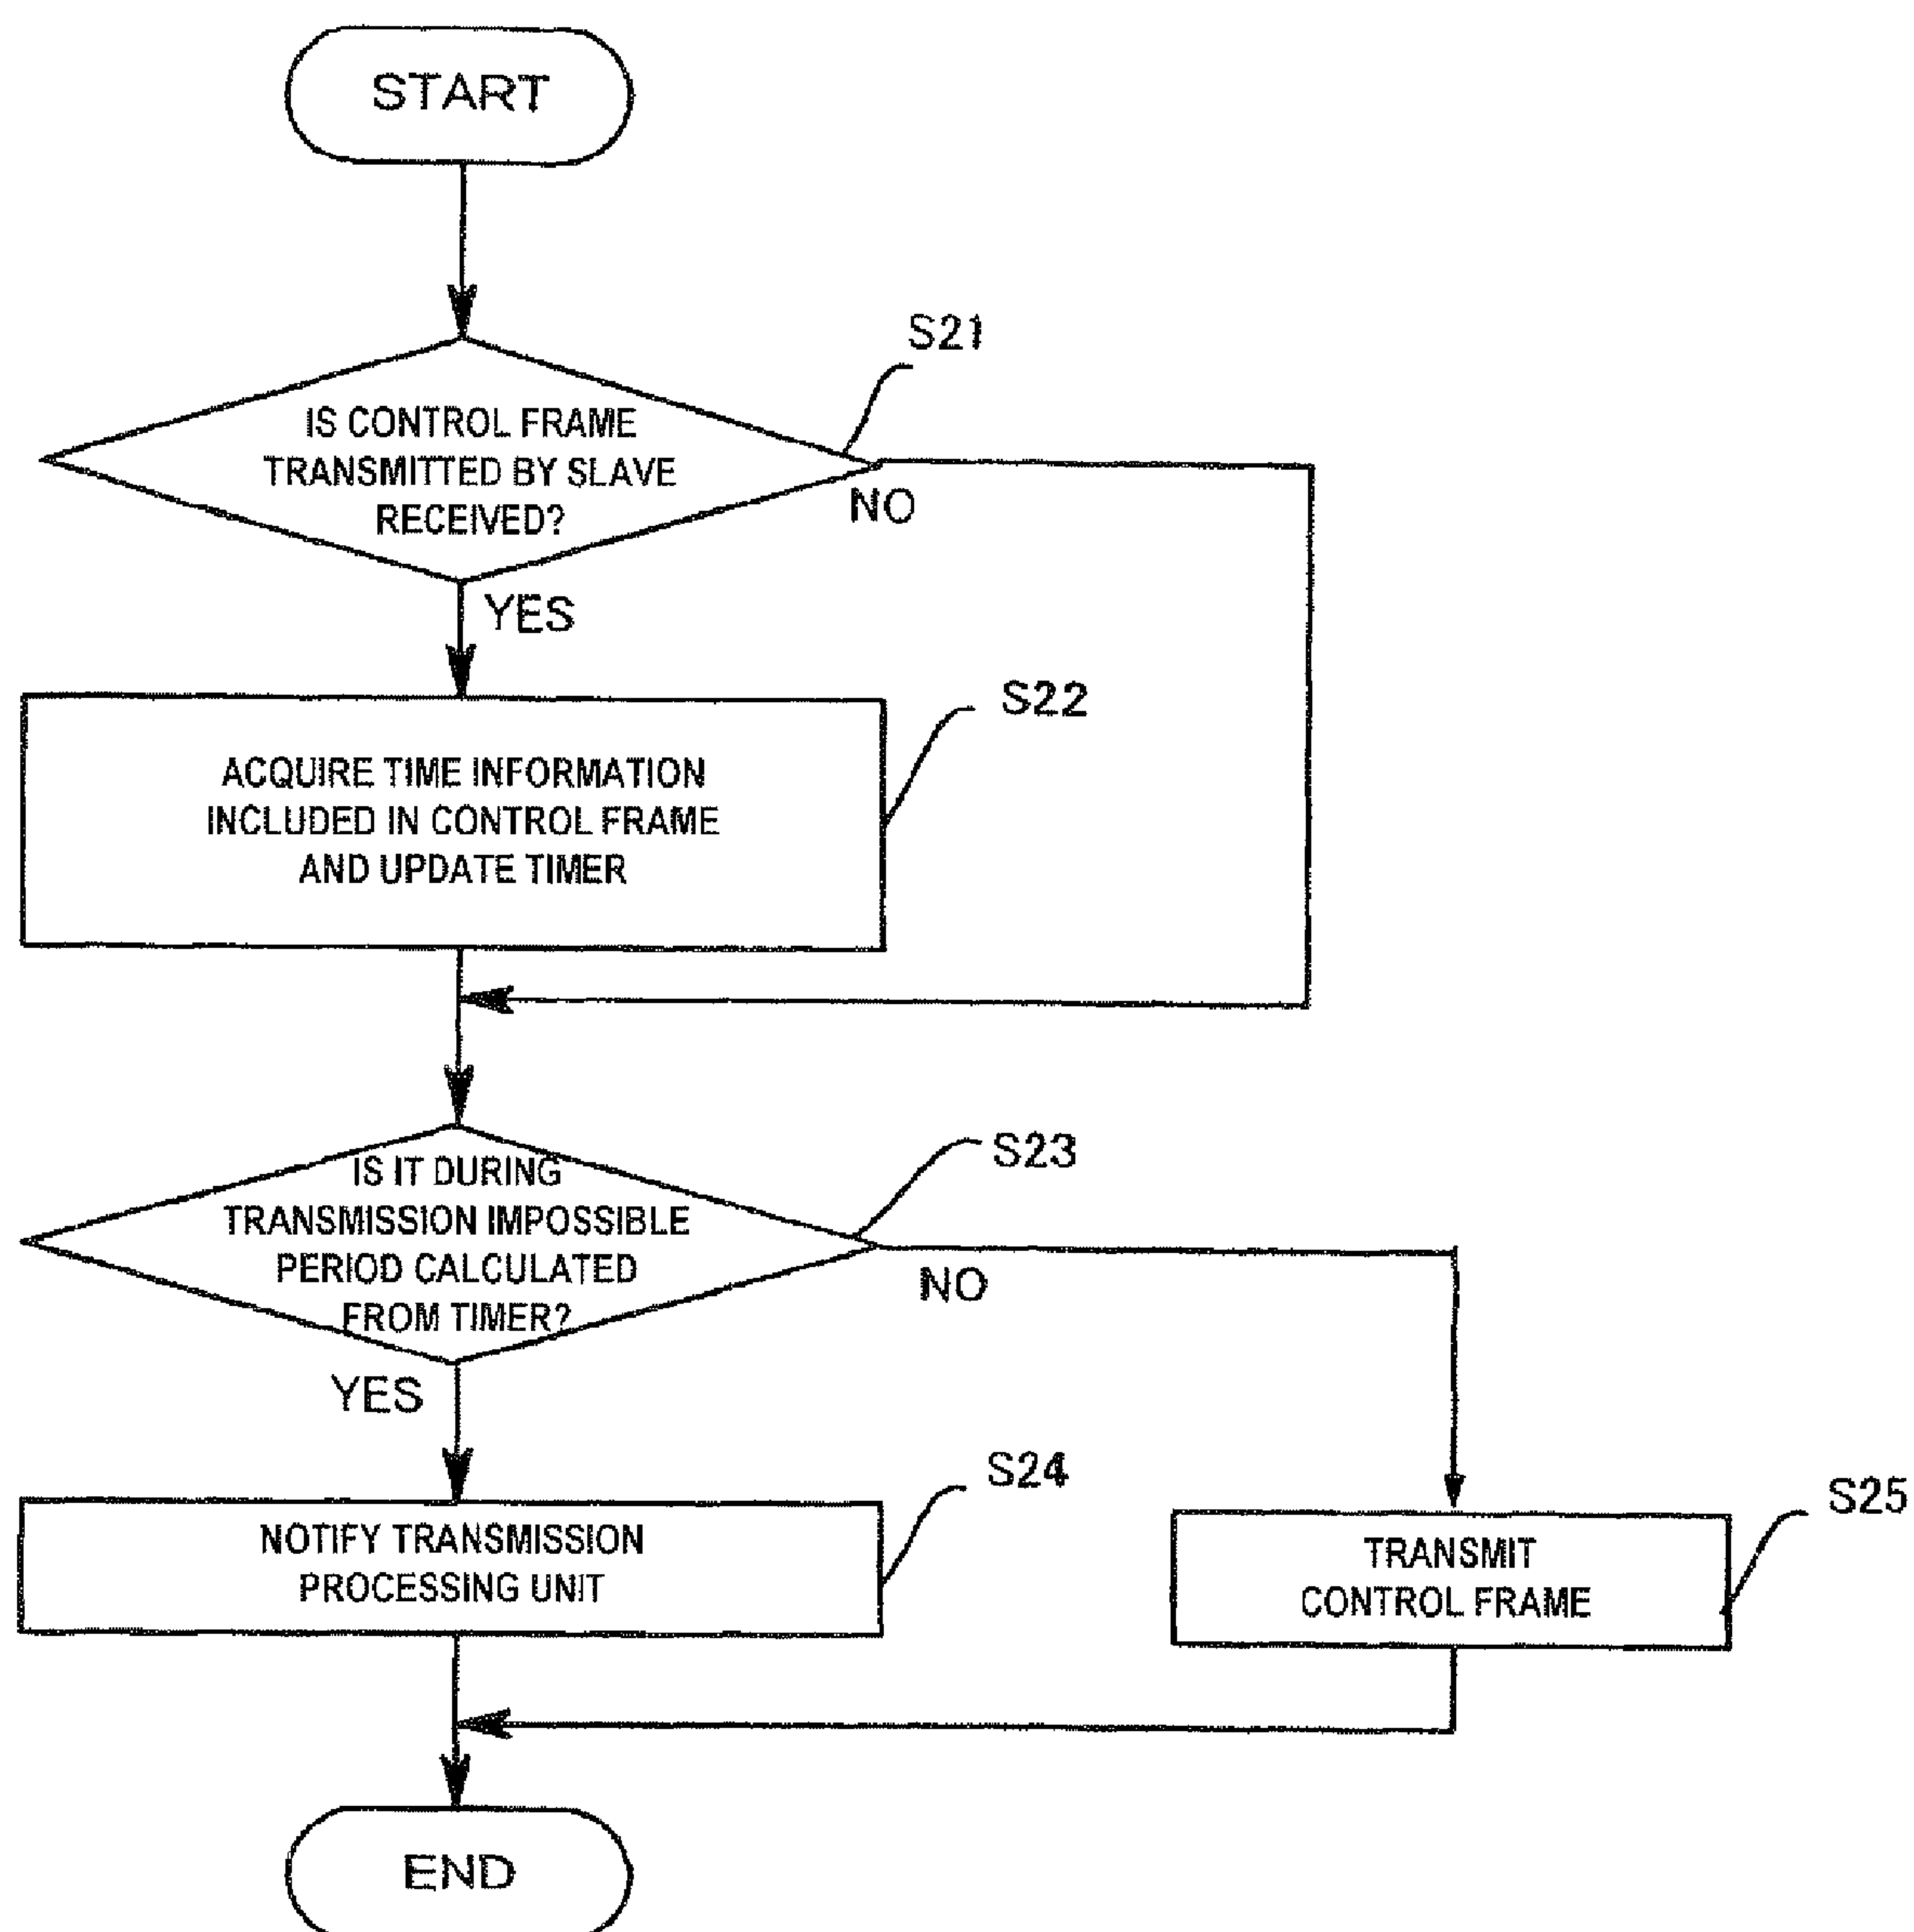 START
S21
IS CONTROL FRAME
TRANSMITTED BY SLAVE
RECEIVED?
NO
YES
S22
ACQUIRE TIME INFORMATION
INCLUDED IN CONTROL FRAME
AND UPDATE TIMER
S23
IS IT DURING
TRANSMISSION IMPOSSIBLE
PERIOD CALCULATED
FROM TIMER?
NO
YES
S24
NOTIFY TRANSMISSION
PROCESSING UNIT
S25
TRANSMIT
CONTROL FRAME
END